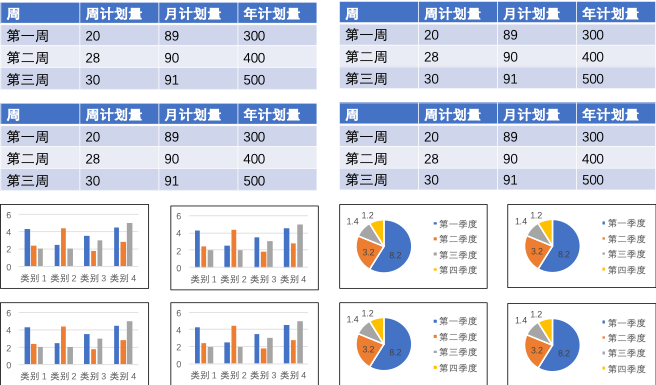 周 周计划量 月计划量 年计划量
第一周 20 89 300
第二周 28 90 400
第三周 30 91 500
周 周计划量 月计划量 年计划量
第一周 20 89 300
第二周 28 90 400
第三周 30 91 500
周 周计划量 月计划量 年计划量
第一周 20 89 300
第二周 28 90 400
第三周 30 91 500
周 周计划量 月计划量 年计划量
第一周 20 89 300
第二周 28 90 400
第三周 30 91 500
6
4
2
0
类别 1 类别 2 类别 3 类别 4
6
4
2
0
类别 1 类别 2 类别 3 类别 4
1.4 1.2
3.2 8.2
第一季度
第二季度
第三季度
第四季度
1.4 1.2
3.2 8.2
第一季度
第二季度
第三季度
第四季度
6
4
2
0
类别 1 类别 2 类别 3 类别 4
6
4
2
0
类别 1 类别 2 类别 3 类别 4
1.4 1.2
3.2 8.2
第一季度
第二季度
第三季度
第四季度
1.4 1.2
3.2 8.2
第一季度
第二季度
第三季度
第四季度